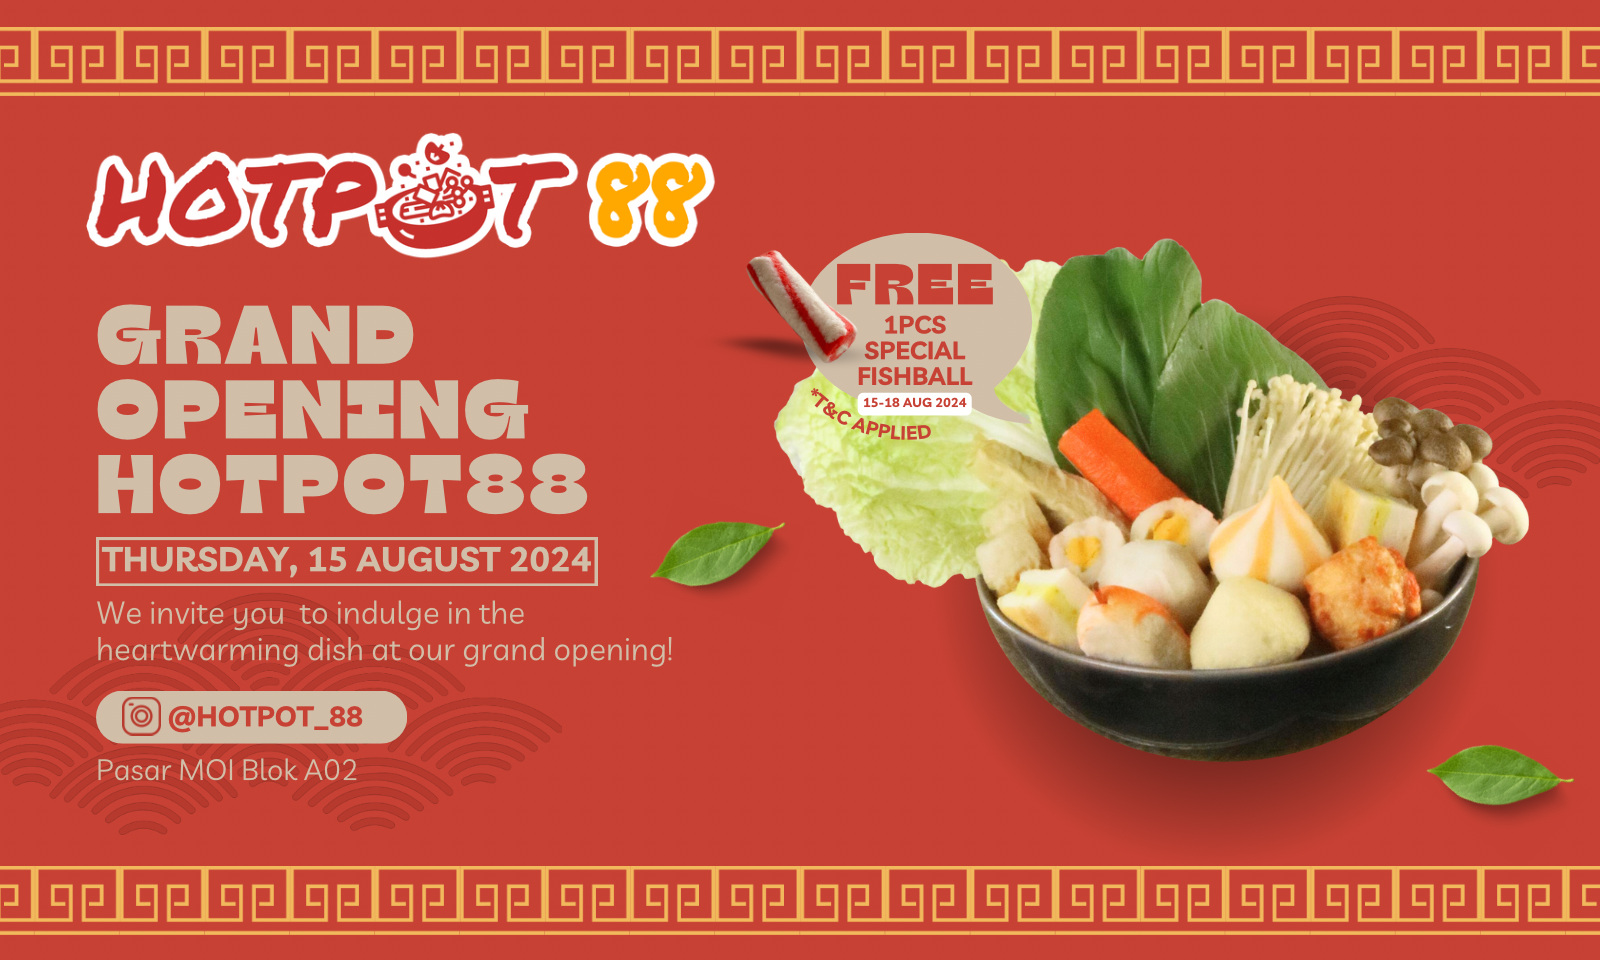 HOTPOT 88
GRAND
OPENING
HOTPOT88
THURSDAY, 15 AUGUST 2024
We invite you  to indulge in the
heartwarming dish at our grand opening!
@HOTPOT_88
Pasar MOI Blok A02
FREE
1PCS
SPECIAL
FISHBALL
15-18 AUG 2024
*T&C APPLIED